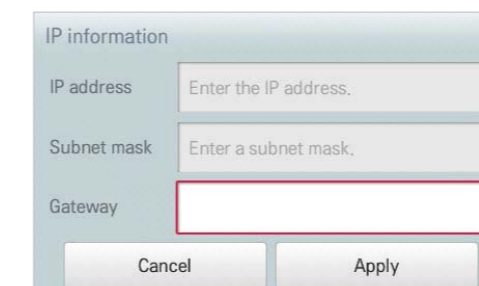 IP information
IP address Enter the IP address.
Subnet mask Enter a subnet mask.
Gateway
Cancel Apply